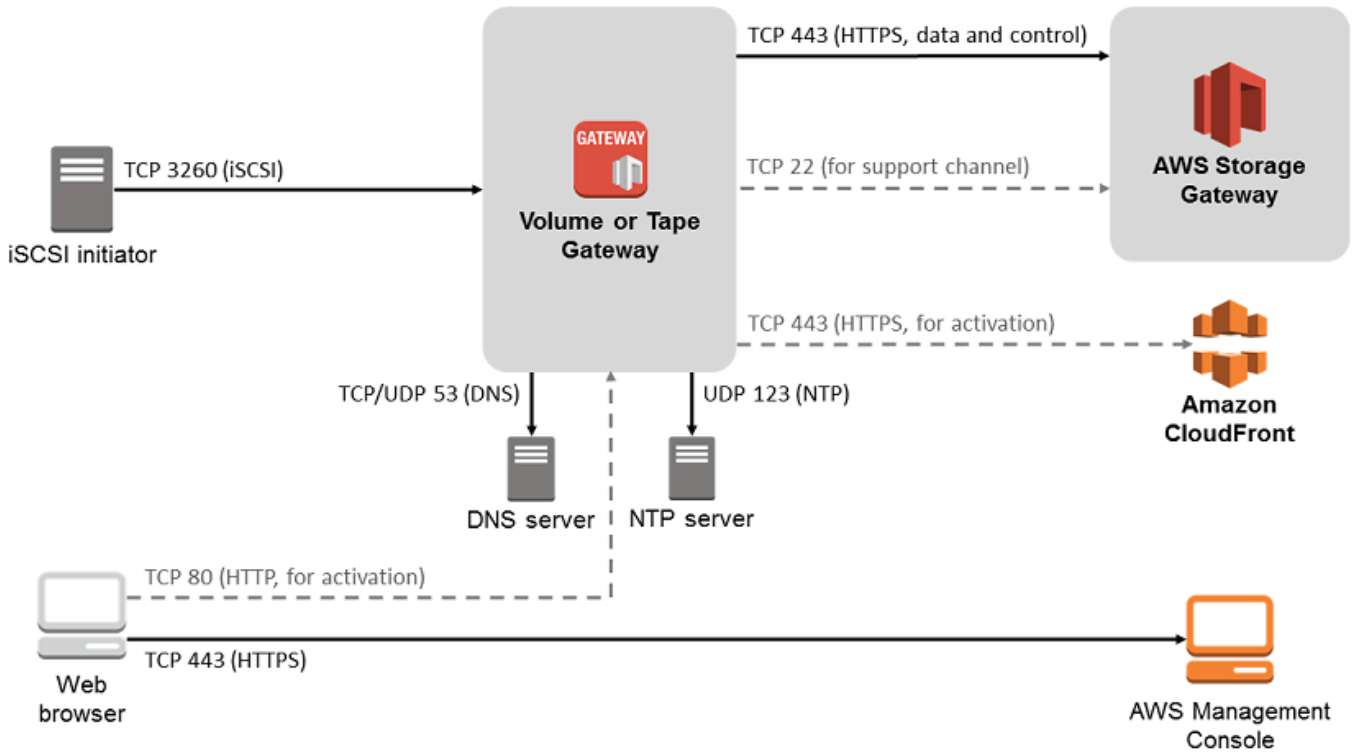 TCP 443 (HTTPS, data and control)
GATEWAY
TCP 3260 (iSCSI)
iSCSI initiator
Volume or Tape
Gateway
TCP 22 (for support channel)
AWS Storage
Gateway
TCP 443 (HTTPS, for activation)
Amazon
CloudFront
TCP/UDP 53 (DNS)
UDP 123 (NTP)
DNS server
NTP server
TCP 80 (HTTP, for activation)
TCP 443 (HTTPS)
Web
browser
AWS Management
Console